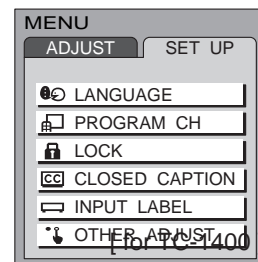 MENU
ADJUST SET UP
LANGUAGE
PROGRAM CH
LOCK
CC CLOSED CAPTION
INPUT LABEL
OTHER ADJUST
[ for TC-1400